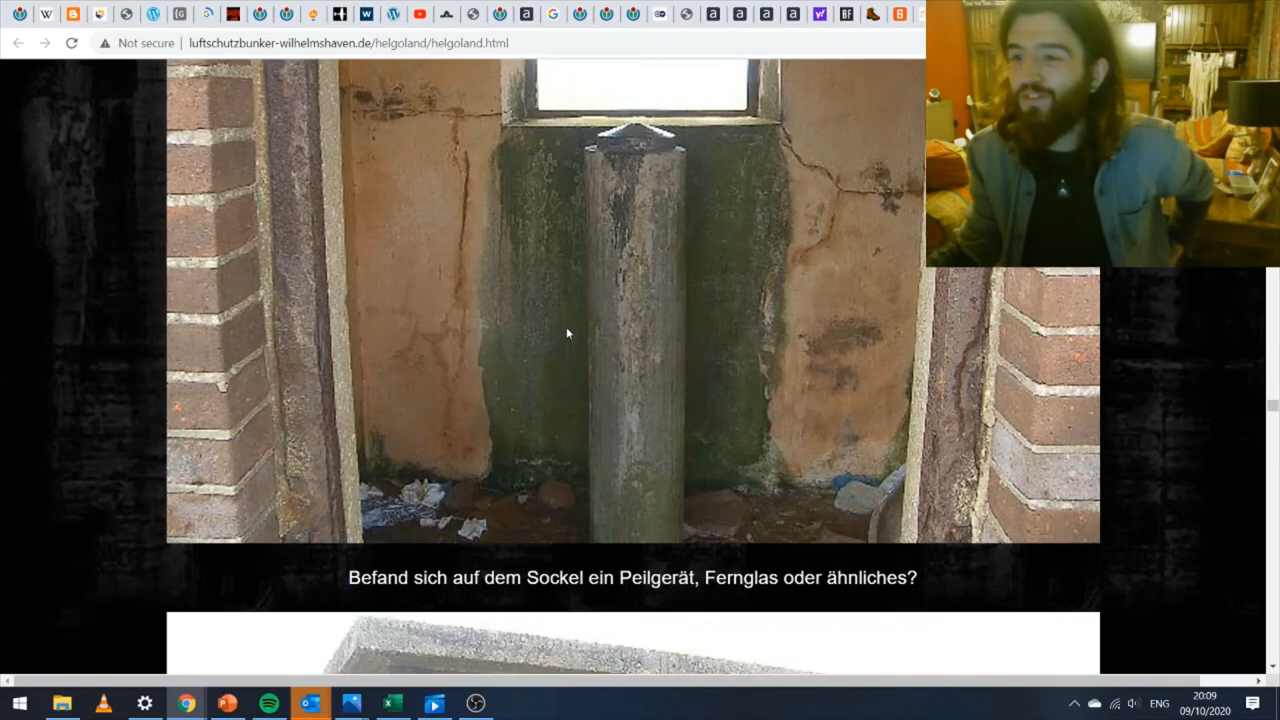 Not secure
luftschutzbunker-wilhelmshaven.de/helgoland/helgoland.html
Befand sich auf dem Sockel ein Peilgerät, Fernglas oder ähnliches?
ENG
20:09
09/10/2020